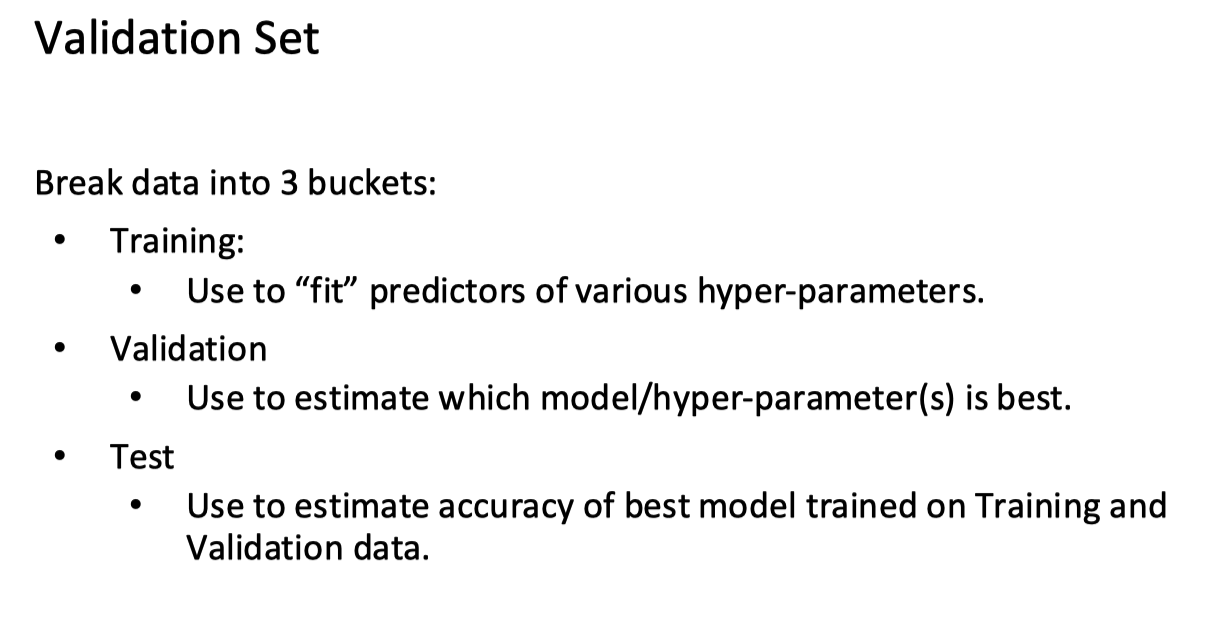 Validation Set
Break data into 3 buckets:
• Training:
• Use to “fit” predictors of various hyper-parameters.
• Validation
• Use to estimate which model/hyper-parameter(s) is best.
• Test
• Use to estimate accuracy of best model trained on Training and
Validation data.